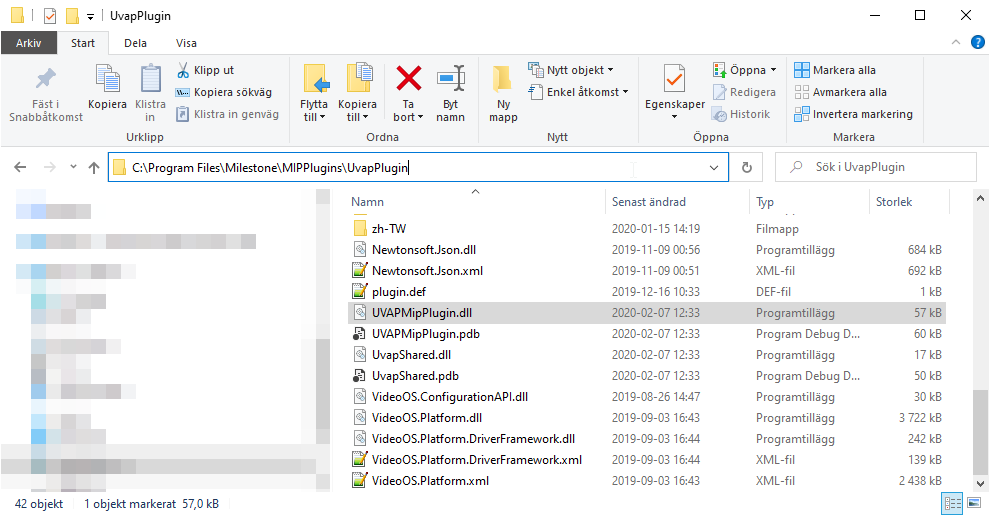 UvapPlugin
Arkiv Start Dela Visa
Fäst i Snabbåtkomst
Kopiera
Klistra in
Klipp ut
Kopiera sökväg
Klistra in genväg
Urklipp
Flytta till
Kopiera till
Ta bort
Byt namn
Ordna
Ny mapp
Nytt objekt
Enkel åtkomst
Nytt
Egenskaper
Öppna
Redigera
Historik
Öppna
Markera alla
Avmarkera alla
Invertera markering
Markera
C:\Program Files\Milestone\MIPPlugins\UvapPlugin
Sök i UvapPlugin
Namn Senast ändrad Typ Storlek
zh-TW 2020-01-15 14:19 Filmapp
Newtonsoft.Json.dll 2019-11-09 00:56 Programtillägg 684 kB
Newtonsoft.Json.xml 2019-11-09 00:51 XML-fil 692 kB
plugin.def 2019-12-16 10:33 DEF-fil 1 kB
UVAPMipPlugin.dll 2020-02-07 12:33 Programtillägg 57 kB
UVAPMipPlugin.pdb 2020-02-07 12:33 Program Debug D... 60 kB
UvapShared.dll 2020-02-07 12:33 Programtillägg 17 kB
UvapShared.pdb 2020-02-07 12:33 Program Debug D... 50 kB
VideoOS.ConfigurationAPI.dll 2019-08-26 14:47 Programtillägg 30 kB
VideoOS.Platform.dll 2019-09-03 16:43 Programtillägg 3 722 kB
VideoOS.Platform.DriverFramework.dll 2019-09-03 16:44 Programtillägg 242 kB
VideoOS.Platform.DriverFramework.xml 2019-09-03 16:44 XML-fil 139 kB
VideoOS.Platform.xml 2019-09-03 16:43 XML-fil 2 438 kB
42 objekt 1 objekt markerat 57,0 kB